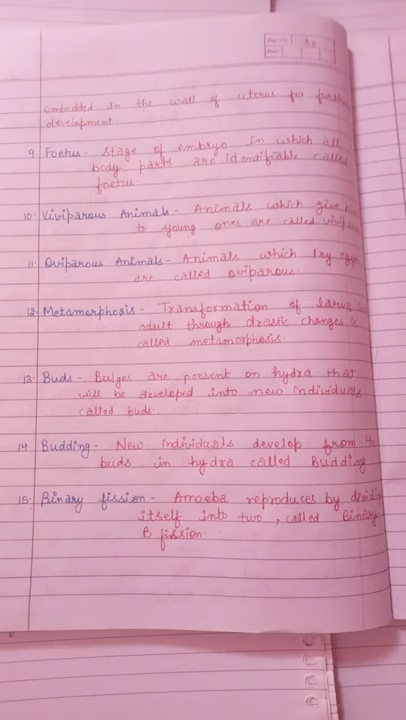 38
embedded in the wall of uterus for further
development
9. Foetus - Stage of embryo in which all
body parts are identifiable called
foetus
10. Viviparous Animals - Animals which give
to young ones are called
11. Oviparous Animals - Animals which lay eggs
are called oviparous.
12. Metamorphosis - Transformation of larva
adult through drastic changes is
called metamorphosis.
13. Buds - Bulges are present on hydra that
will be developed into new individuals
called buds.
14. Budding - New individuals develop from the
buds in hydra called Budding
15. Binary fission - Amoeba reproduces by
itself into two, called Binary
B fission.